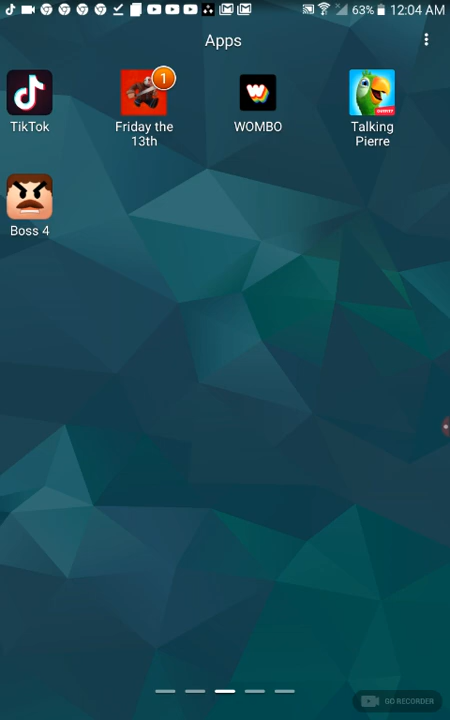 63% 12:04 AM
Apps
1
TikTok
Friday the
13th
WOMBO
Talking
Pierre
Boss 4
GO RECORDER